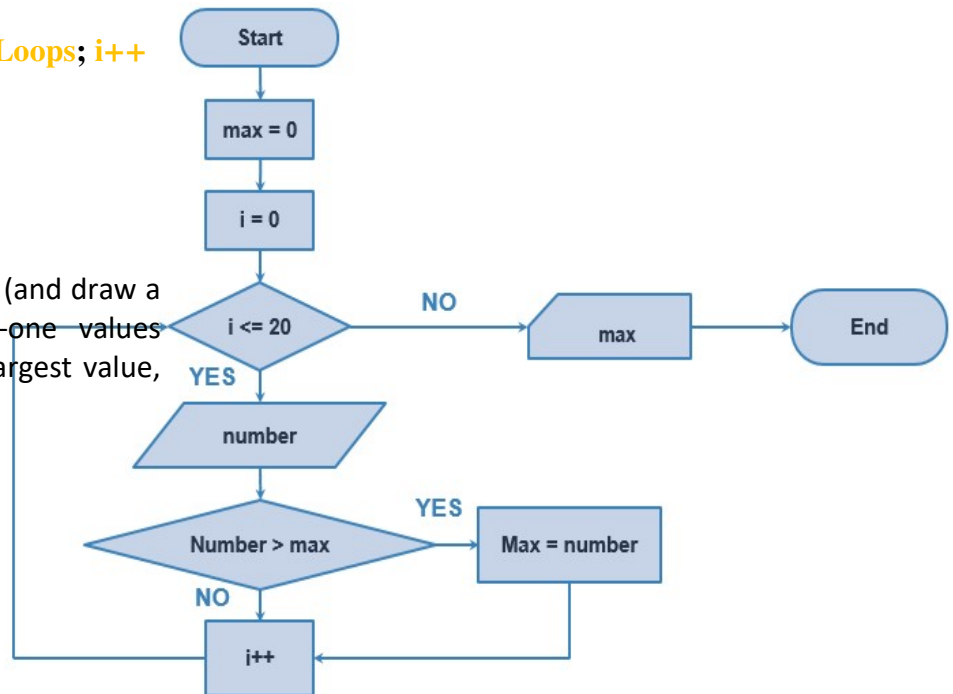 Loops; i++
Start
max = 0
i = 0
(and draw a
-one values
argest value,
i <= 20
NO
max
End
YES
number
Number > max
YES
Max = number
NO
i++